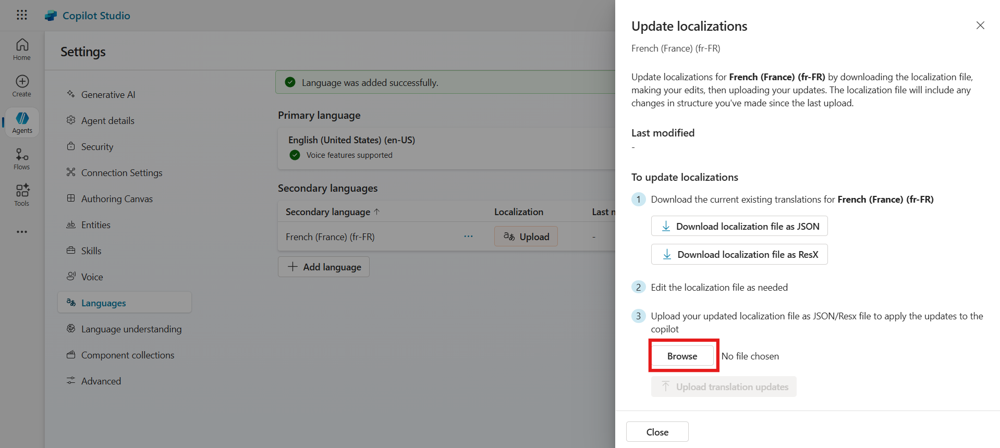 Copilot Studio
Home
Create
Agents
Flows
Tools
Settings
Generative AI
Agent details
Security
Connection Settings
Authoring Canvas
Entities
Skills
Voice
Languages
Language understanding
Component collections
Advanced
Language was added successfully.
Primary language
English (United States) (en-US)
Voice features supported
Secondary languages
Secondary language ↑ Localization Last
French (France) (fr-FR) ··· Upload -
Add language
Update localizations
French (France) (fr-FR)
Update localizations for French (France) (fr-FR) by downloading the localization file,
making your edits, then uploading your updates. The localization file will include any
changes in structure you've made since the last upload.
Last modified
-
To update localizations
1 Download the current existing translations for French (France) (fr-FR)
Download localization file as JSON
Download localization file as ResX
2 Edit the localization file as needed
3 Upload your updated localization file as JSON/Resx file to apply the updates to the
copilot
Browse No file chosen
Upload translation updates
Close